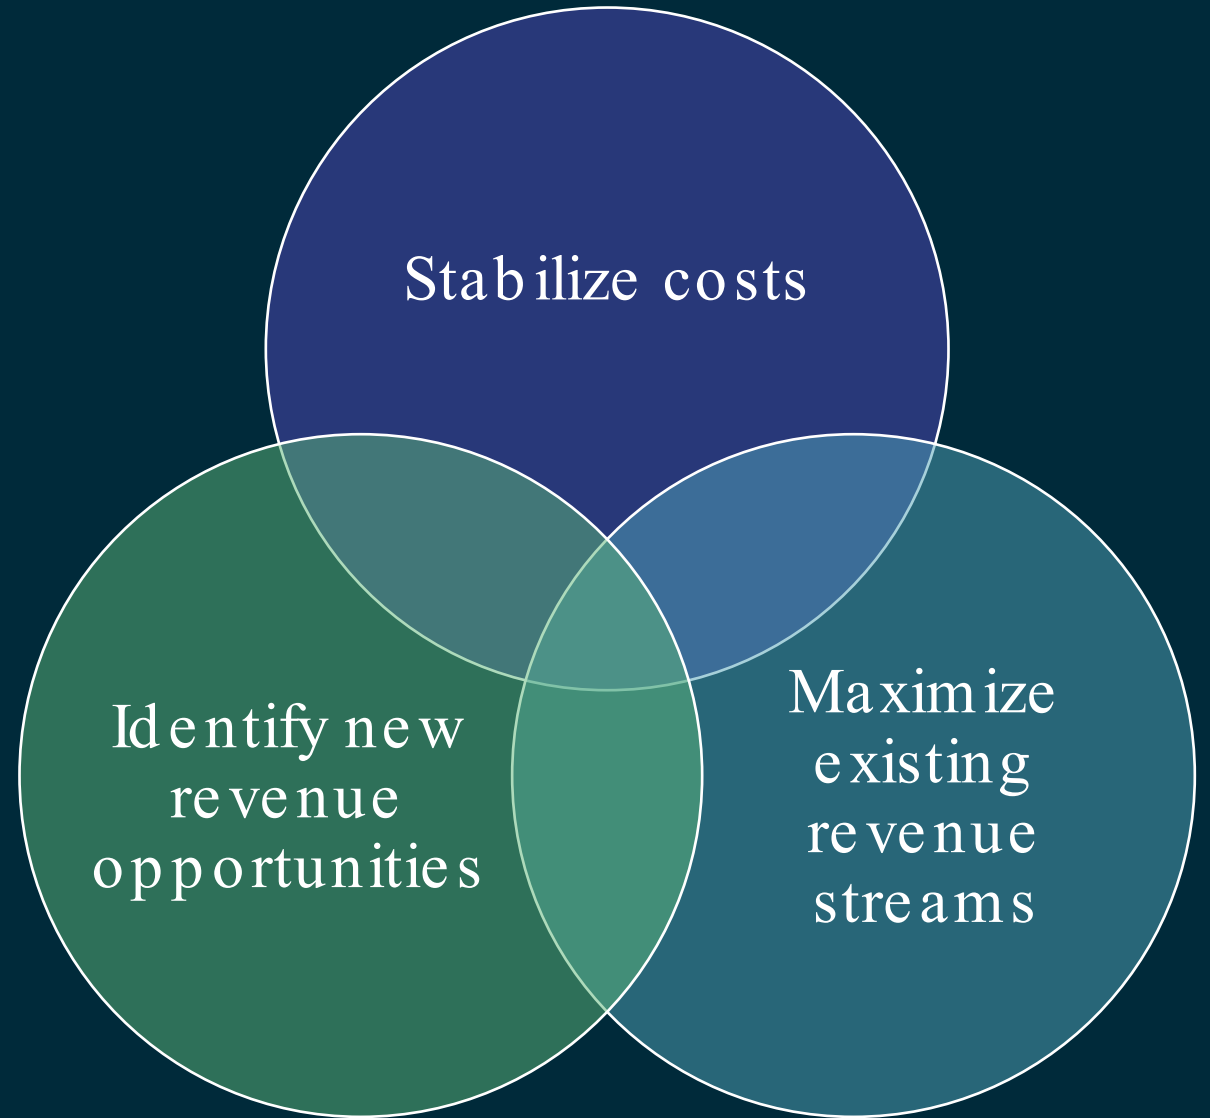 Stabilize costs
Identify new
revenue
opportunities
Maximize
existing
revenue
streams